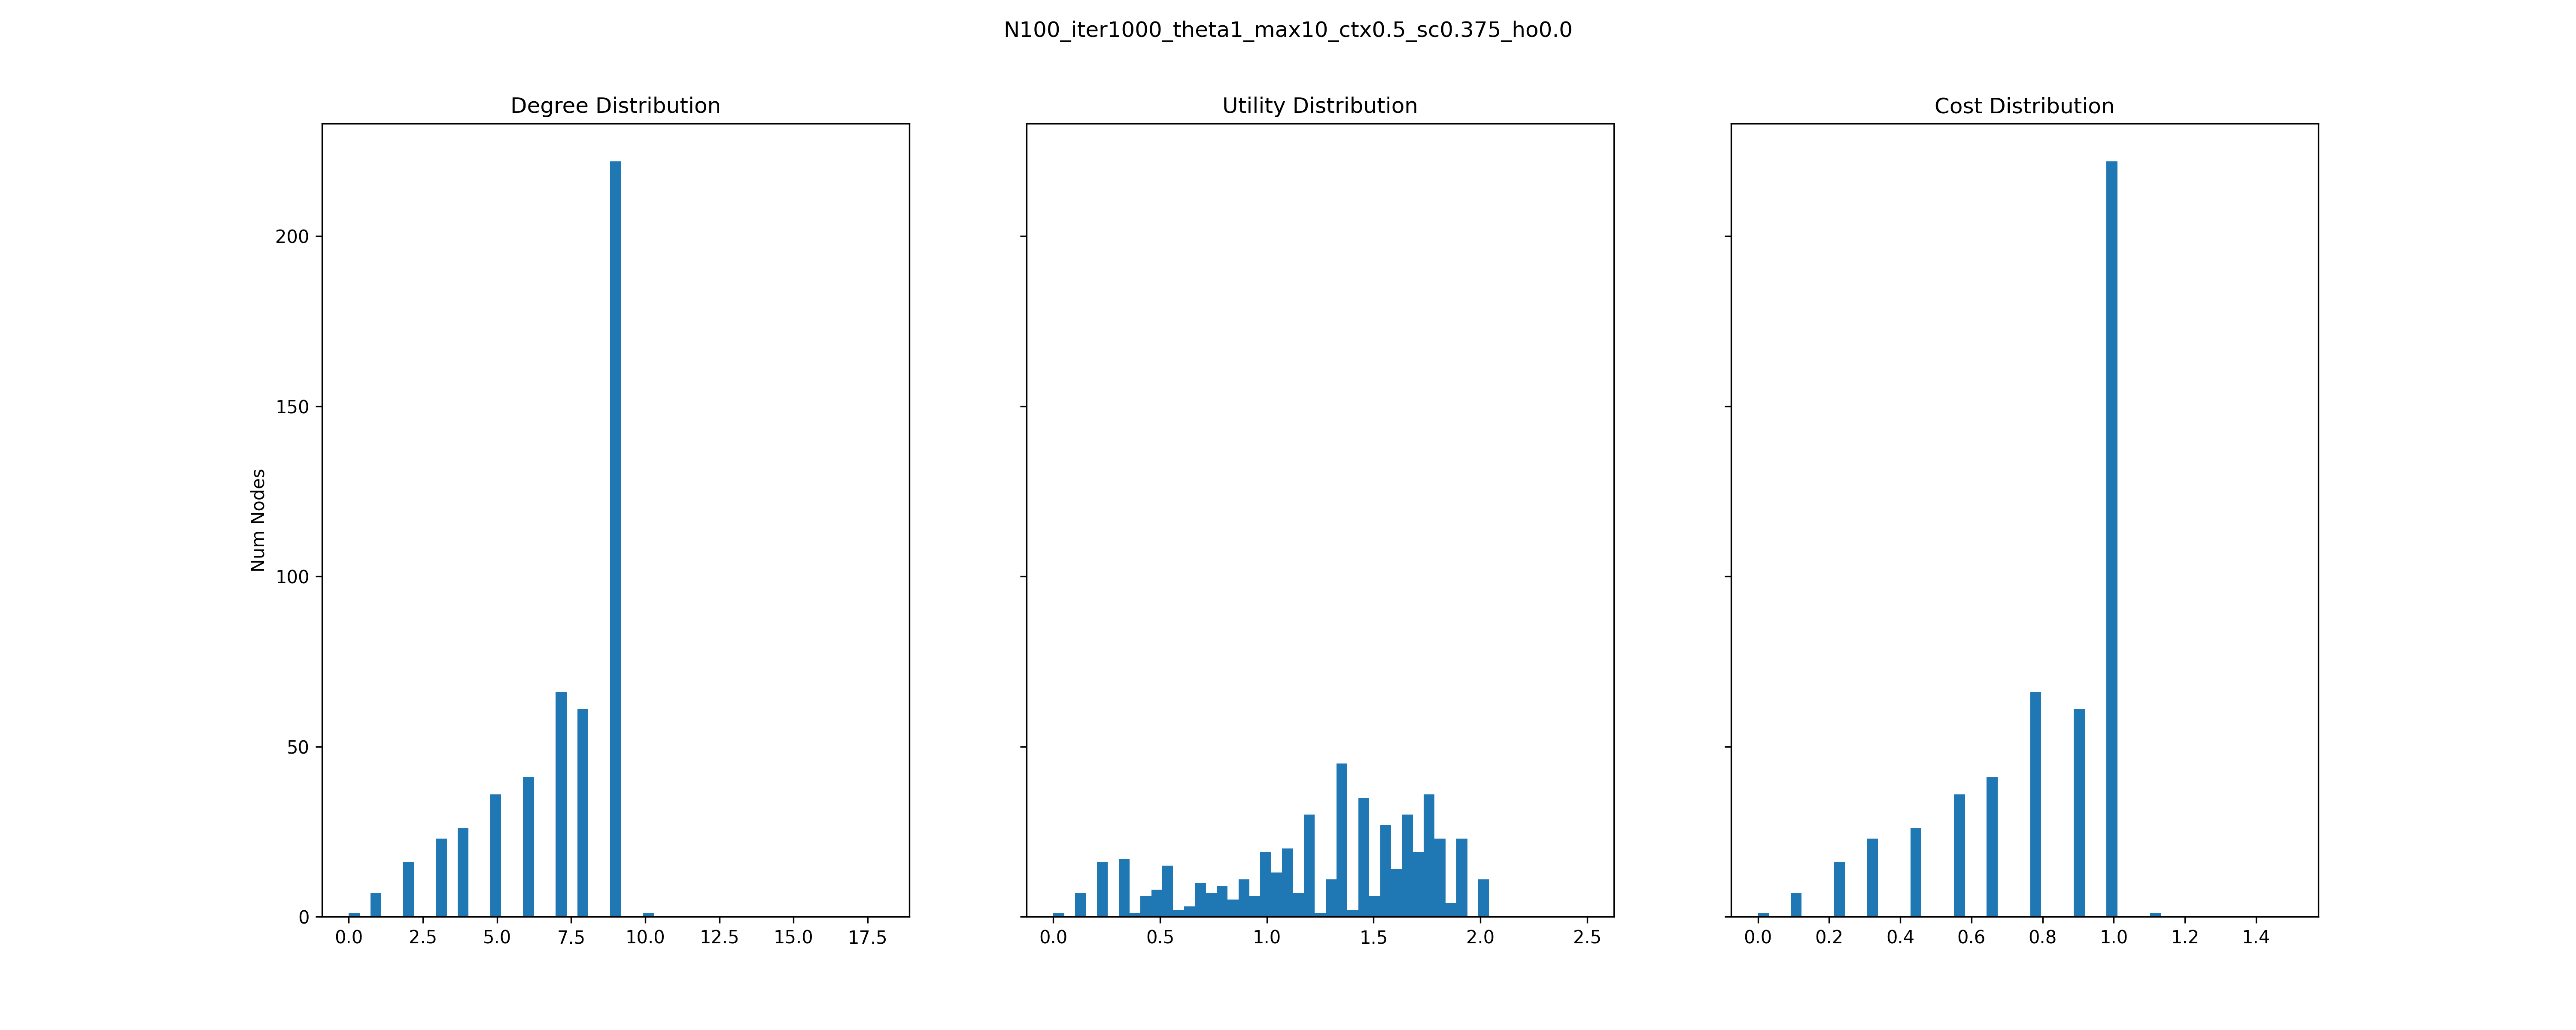 N100_iter1000_theta1_max10_ctx0.5_sc0.375_ho0.0
Degree Distribution
Utility Distribution
Cost Distribution
Num Nodes
200
150
100
50
0
0.0 2.5 5.0 7.5 10.0 12.5 15.0 17.5
0.0 0.5 1.0 1.5 2.0 2.5
0.0 0.2 0.4 0.6 0.8 1.0 1.2 1.4